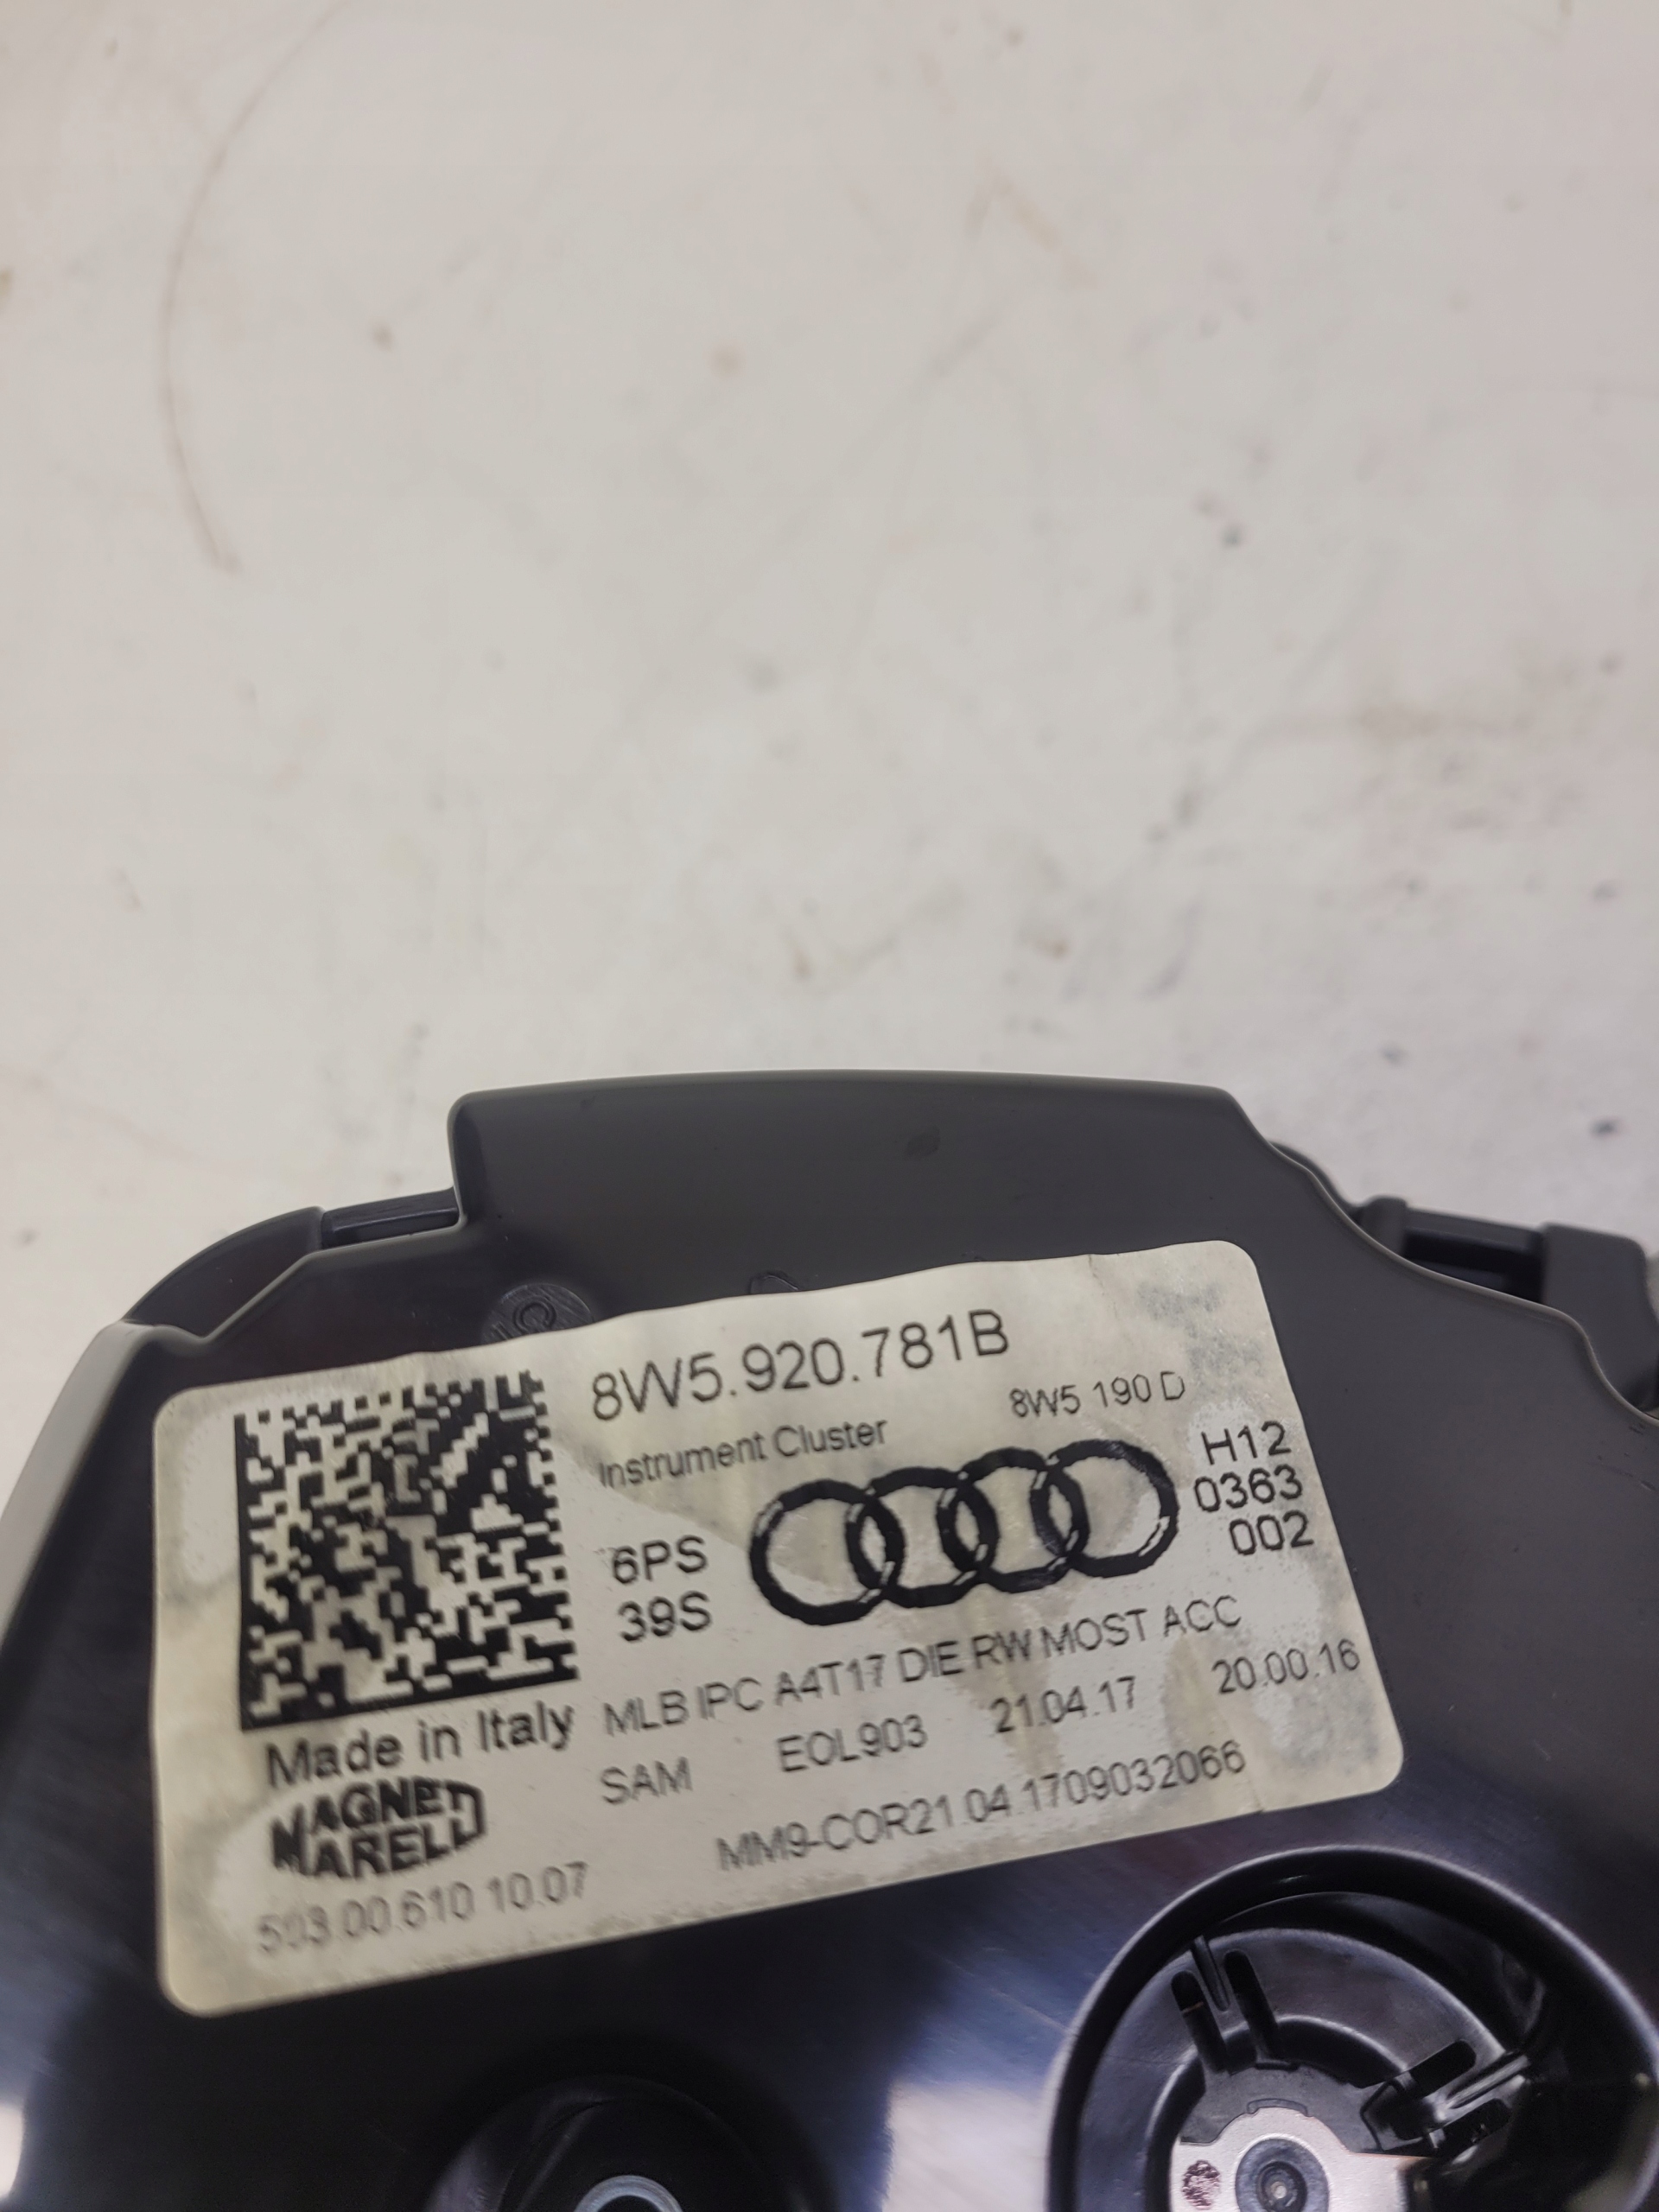 8W5.920.781B
8W5 190 D
Instrument Cluster
H12
0363
002
6PS
39S
MLB IPC A4T17 DIE RW MOST ACC
SAM EOL903 21.04.17 20.00.16
MM9-COR21.04.1709032066
Made in Italy
MAGNETI
MARELLI
503.00.610 10.07